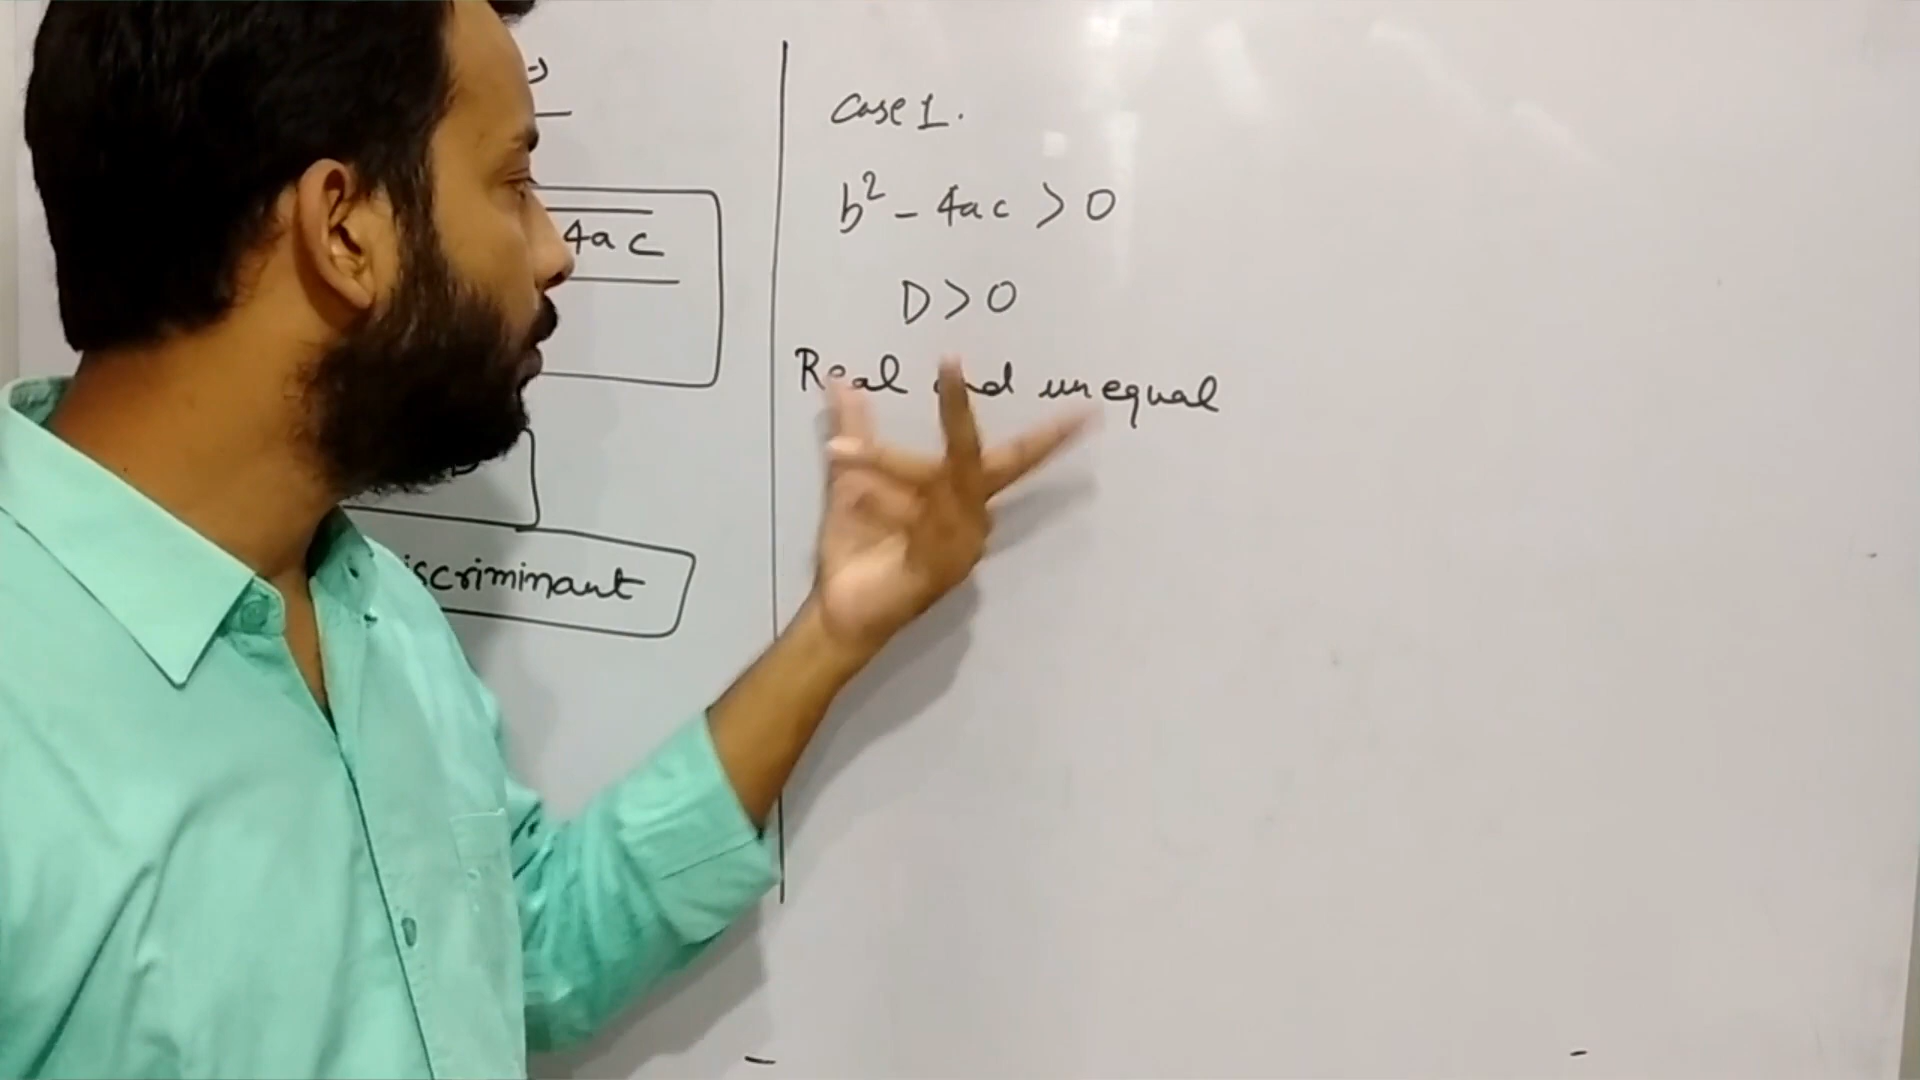 4ac
D
iscriminant
Case 1.
b² - 4ac > 0
D > 0
Real and unequal